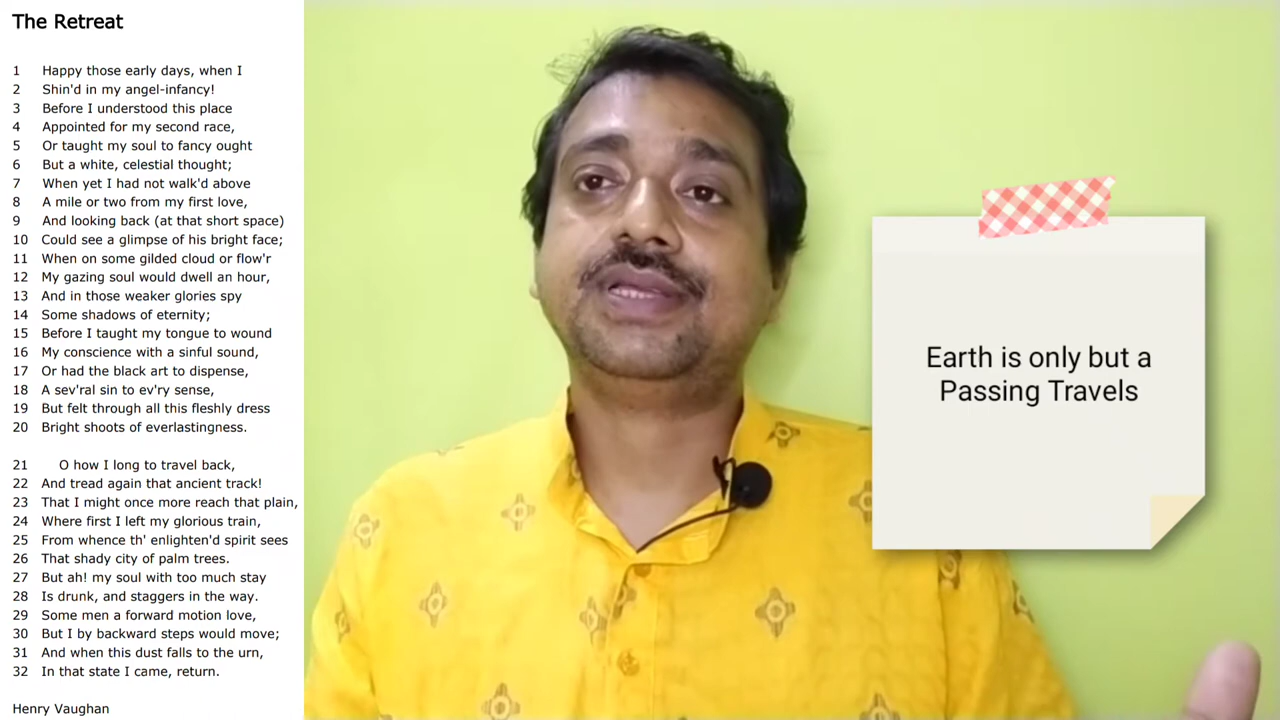 The Retreat
1 Happy those early days, when I
2 Shin'd in my angel-infancy!
3 Before I understood this place
4 Appointed for my second race,
5 Or taught my soul to fancy ought
6 But a white, celestial thought;
7 When yet I had not walk'd above
8 A mile or two from my first love,
9 And looking back (at that short space)
10 Could see a glimpse of his bright face;
11 When on some gilded cloud or flow'r
12 My gazing soul would dwell an hour,
13 And in those weaker glories spy
14 Some shadows of eternity;
15 Before I taught my tongue to wound
16 My conscience with a sinful sound,
17 Or had the black art to dispense,
18 A sev'ral sin to ev'ry sense,
19 But felt through all this fleshly dress
20 Bright shoots of everlastingness.
21 O how I long to travel back,
22 And tread again that ancient track!
23 That I might once more reach that plain,
24 Where first I left my glorious train,
25 From whence th' enlighten'd spirit sees
26 That shady city of palm trees.
27 But ah! my soul with too much stay
28 Is drunk, and staggers in the way.
29 Some men a forward motion love,
30 But I by backward steps would move;
31 And when this dust falls to the urn,
32 In that state I came, return.
Henry Vaughan
Earth is only but a
Passing Travels